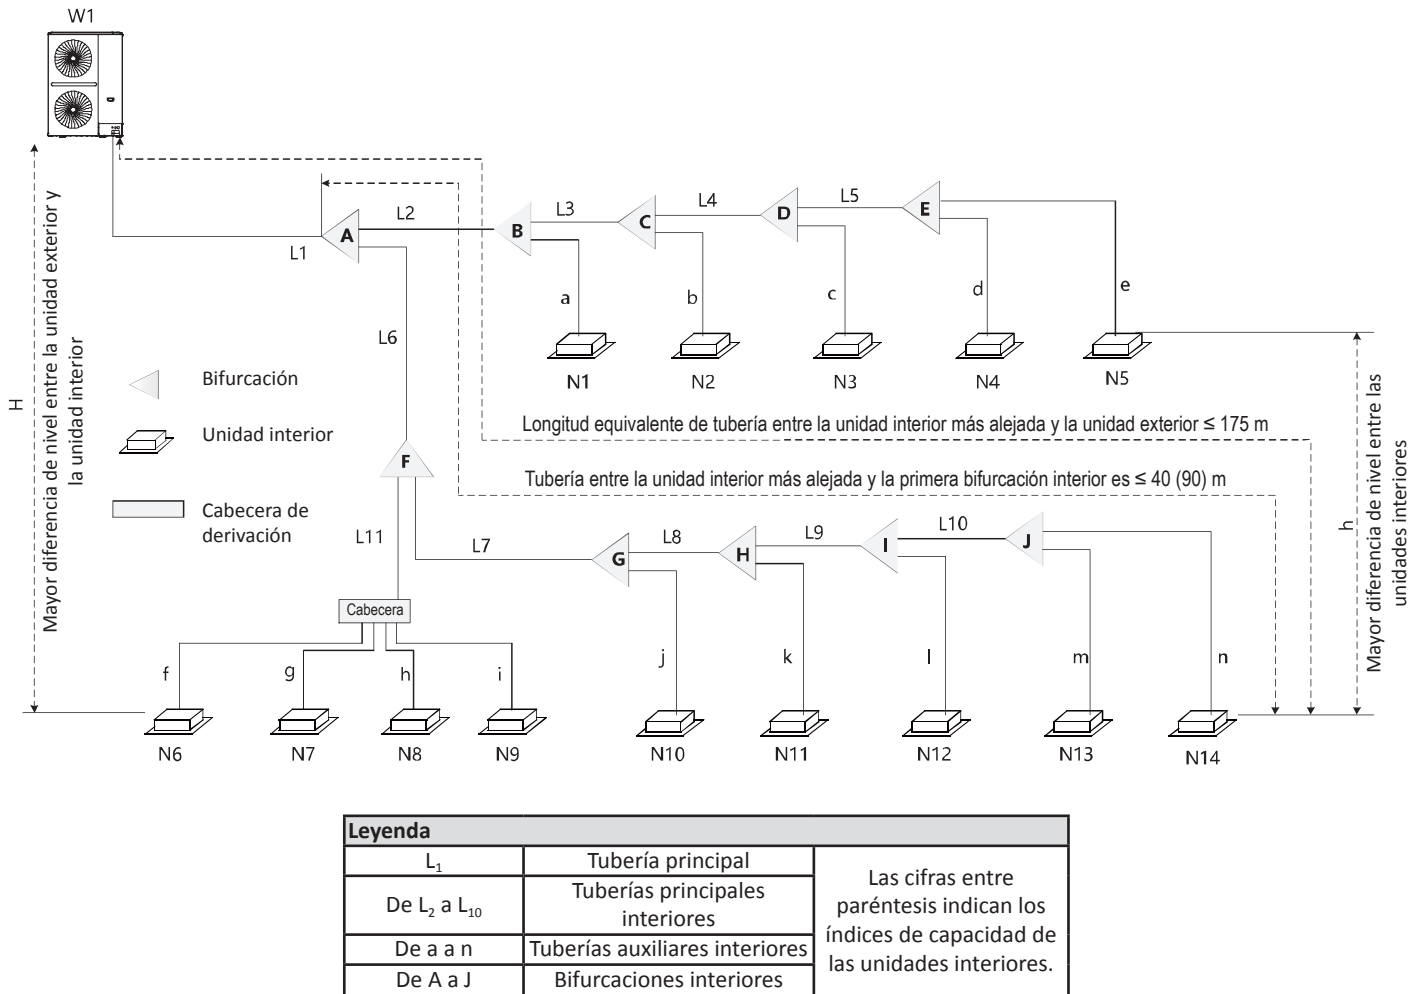 W1
H
Mayor diferencia de nivel entre la unidad exterior y
la unidad interior
L1
A
L2
B
L3
C
L4
D
L5
E
a
b
c
d
e
N1
N2
N3
N4
N5
L6
Bifurcación
Unidad interior
Cabecera de
derivación
Longitud equivalente de tubería entre la unidad interior más alejada y la unidad exterior ≤ 175 m
Tubería entre la unidad interior más alejada y la primera bifurcación interior es ≤ 40 (90) m
h
Mayor diferencia de nivel entre las
unidades interiores
F
L11
L7
G
L8
H
L9
I
L10
J
Cabecera
f
g
h
i
j
k
l
m
n
N6
N7
N8
N9
N10
N11
N12
N13
N14
Leyenda
L1
Tubería principal
De L2 a L10
Tuberías principales
interiores
De a a n
Tuberías auxiliares interiores
De A a J
Bifurcaciones interiores
Las cifras entre
paréntesis indican los
índices de capacidad de
las unidades interiores.